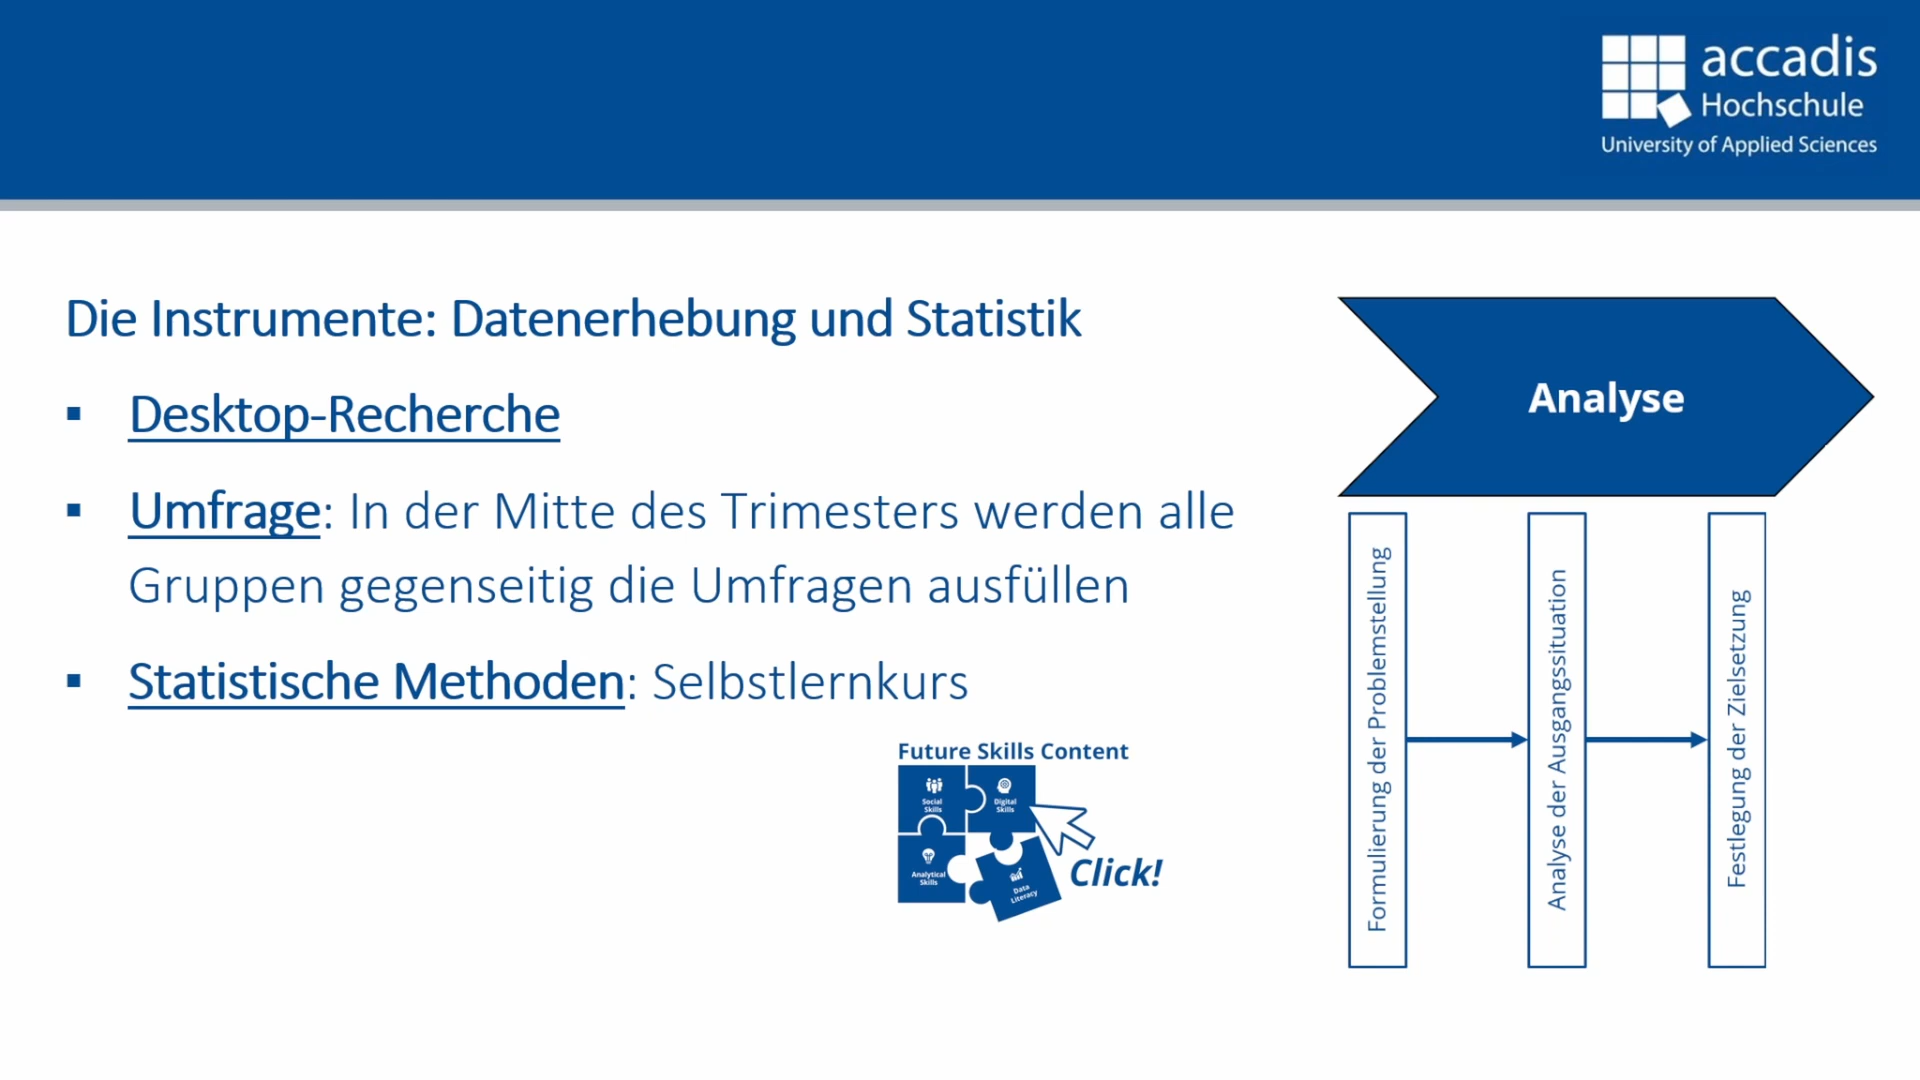 accadis
Hochschule
University of Applied Sciences
Die Instrumente: Datenerhebung und Statistik
▪ Desktop-Recherche
▪ Umfrage: In der Mitte des Trimesters werden alle
Gruppen gegenseitig die Umfragen ausfüllen
▪ Statistische Methoden: Selbstlernkurs
Future Skills Content
Social
Skills
Digital
Skills
Analytical
Skills
Data
Literacy
Click!
Analyse
Formulierung der Problemstellung
Analyse der Ausgangssituation
Festlegung der Zielsetzung